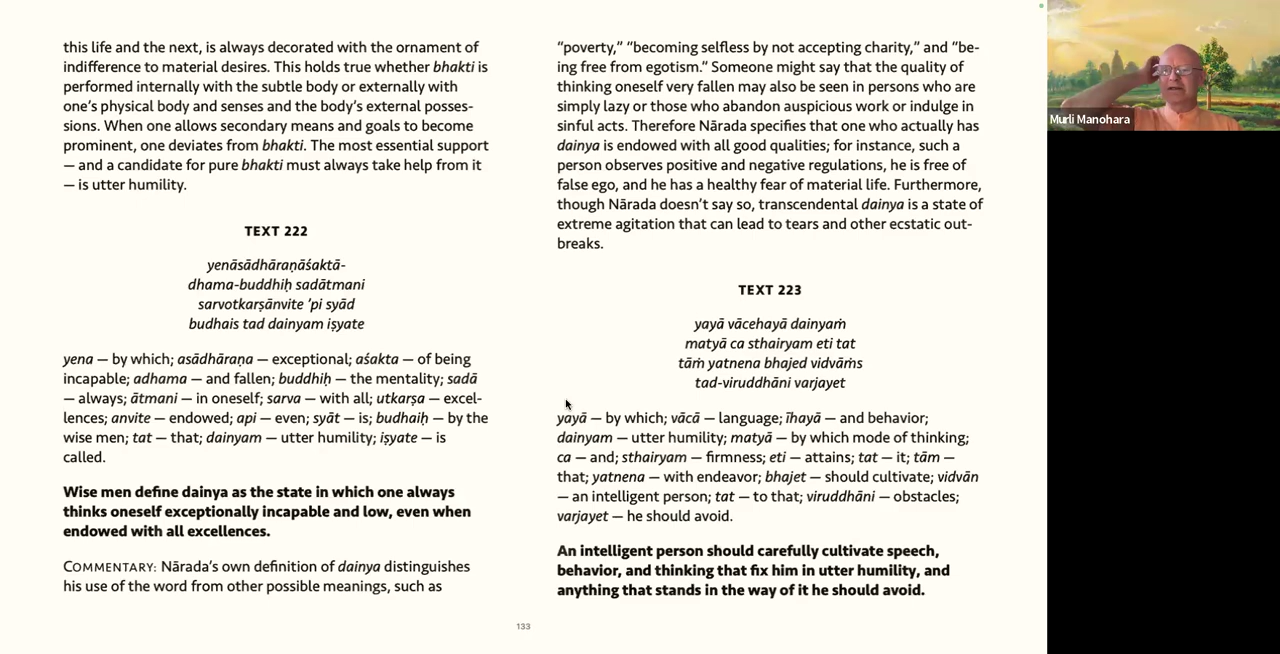 this life and the next, is always decorated with the ornament of
indifference to material desires. This holds true whether bhakti is
performed internally with the subtle body or externally with
one's physical body and senses and the body's external posses-
sions. When one allows secondary means and goals to become
prominent, one deviates from bhakti. The most essential support
— and a candidate for pure bhakti must always take help from it
— is utter humility.
TEXT 222
yenāsādhāraṇāśaktā-
dhama-buddhiḥ sadātmani
sarvotkarṣānvite 'pi syād
budhais tad dainyam iṣyate
yena — by which; asādhāraṇa — exceptional; aśakta — of being
incapable; adhama — and fallen; buddhiḥ — the mentality; sadā
— always; ātmani — in oneself; sarva — with all; utkarṣa — excel-
lences; anvite — endowed; api — even; syāt — is; budhaiḥ — by the
wise men; tat — that; dainyam — utter humility; iṣyate — is
called.
Wise men define dainya as the state in which one always
thinks oneself exceptionally incapable and low, even when
endowed with all excellences.
COMMENTARY: Nārada's own definition of dainya distinguishes
his use of the word from other possible meanings, such as
"poverty," "becoming selfless by not accepting charity," and "be-
ing free from egotism." Someone might say that the quality of
thinking oneself very fallen may also be seen in persons who are
simply lazy or those who abandon auspicious work or indulge in
sinful acts. Therefore Nārada specifies that one who actually has
dainya is endowed with all good qualities; for instance, such a
person observes positive and negative regulations, he is free of
false ego, and he has a healthy fear of material life. Furthermore,
though Nārada doesn't say so, transcendental dainya is a state of
extreme agitation that can lead to tears and other ecstatic out-
breaks.
TEXT 223
yayā vācehayā dainyaṁ
matyā ca sthairyam eti tat
tāṁ yatnena bhajed vidvāṁs
tad-viruddhāni varjayet
yayā — by which; vācā — language; īhayā — and behavior;
dainyam — utter humility; matyā — by which mode of thinking;
ca — and; sthairyam — firmness; eti — attains; tat — it; tām —
that; yatnena — with endeavor; bhajet — should cultivate; vidvān
— an intelligent person; tat — to that; viruddhāni — obstacles;
varjayet — he should avoid.
An intelligent person should carefully cultivate speech,
behavior, and thinking that fix him in utter humility, and
anything that stands in the way of it he should avoid.
133
Murli Manohara